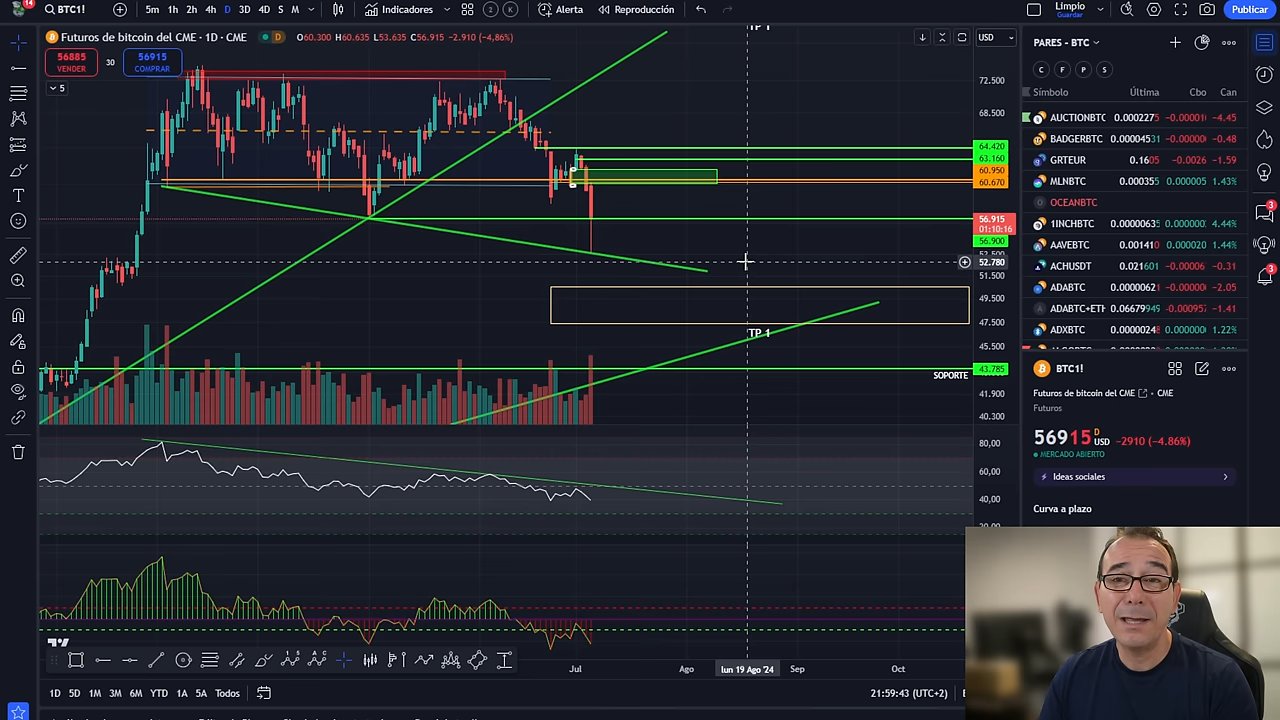 BTC1!
5m 1h 2h 4h D 3D 4D S M
Indicadores
Alerta
Reproducción
Limpio
Guardar
Publicar
Futuros de bitcoin del CME · 1D · CME
D
O60.300 H60.635 L53.635 C56.915 −2.910 (−4,86%)
56885
VENDER
30
56915
COMPRAR
5
TP 1
USD
72.500
68.500
64.420
63.160
60.950
60.670
56.915
01:10:16
56.900
52.780
51.500
49.500
47.500
45.500
43.785
41.900
40.300
TP 1
SOPORTE
80,00
60,00
40,00
20,00
Jul
Ago
lun 19 Ago '24
Sep
Oct
1D 5D 1M 3M 6M YTD 1A 5A Todos
21:59:43 (UTC+2)
PARES - BTC
C F P S
Símbolo Última Cbo Can
AUCTIONBTC 0.0002275 -0.0000010 -4.45
BADGERBTC 0.00004531 -0.48
GRTEUR 0.1605 -0.0026 -1.59
MLNBTC 0.000355 0.000005 1.43%
OCEANBTC
1INCHBTC 0.0000063 0.000000 4.44%
AAVEBTC 0.001410 0.000020 1.44%
ACHUSDT 0.021601 -0.00006 -0.31
ADABTC 0.0000062 -0.000000 -2.05
ADABTC+ETH 0.06679949 -0.00095 -1.41
ADXBTC 0.0000024 0.000000 1.22%
BTC1!
Futuros de bitcoin del CME · CME
Futuros
56915 D USD −2910 (−4.86%)
MERCADO ABIERTO
Ideas sociales
Curva a plazo